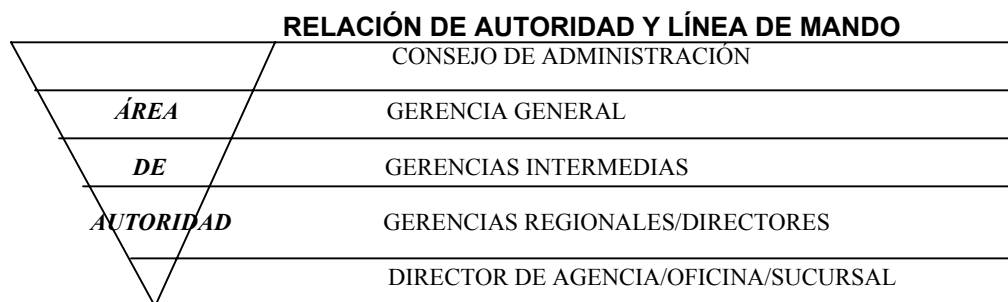 RELACIÓN DE AUTORIDAD Y LÍNEA DE MANDO
CONSEJO DE ADMINISTRACIÓN
ÁREA GERENCIA GENERAL
DE GERENCIAS INTERMEDIAS
AUTORIDAD GERENCIAS REGIONALES/DIRECTORES
DIRECTOR DE AGENCIA/OFICINA/SUCURSAL